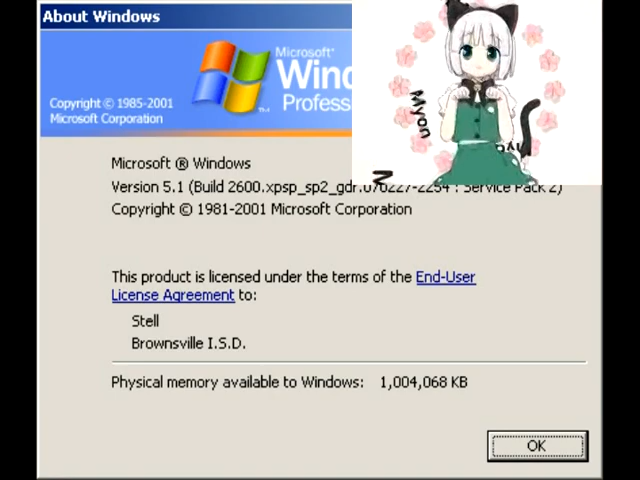 About Windows
Microsoft®
Copyright © 1985-2001
Microsoft Corporation
Professional
Myon
Microsoft ® Windows
Version 5.1 (Build 2600.xpsp_sp2_gdr.070227-2254 : Service Pack 2)
Copyright © 1981-2001 Microsoft Corporation
This product is licensed under the terms of the End-User
License Agreement to:
Stell
Brownsville I.S.D.
Physical memory available to Windows: 1,004,068 KB
OK